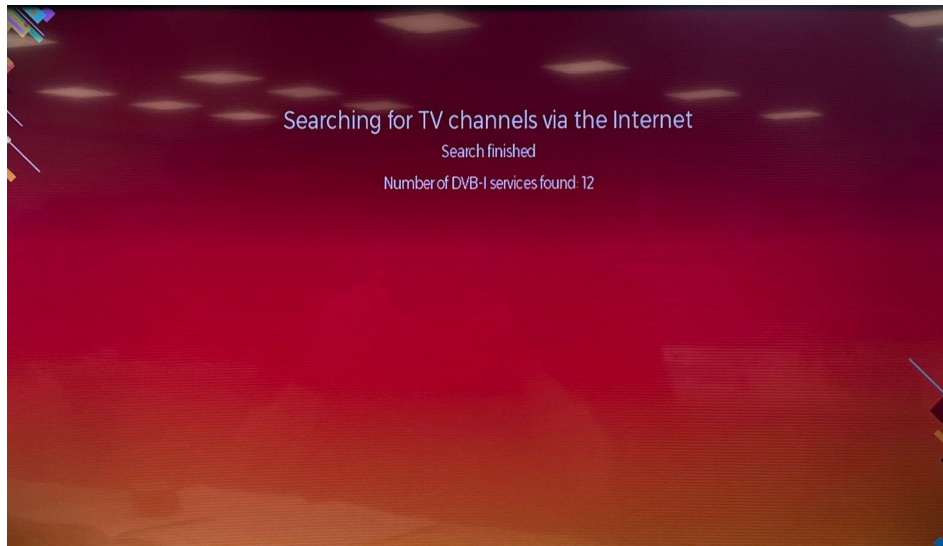 Searching for TV channels via the Internet
Search finished
Number of DVB-I services found: 12